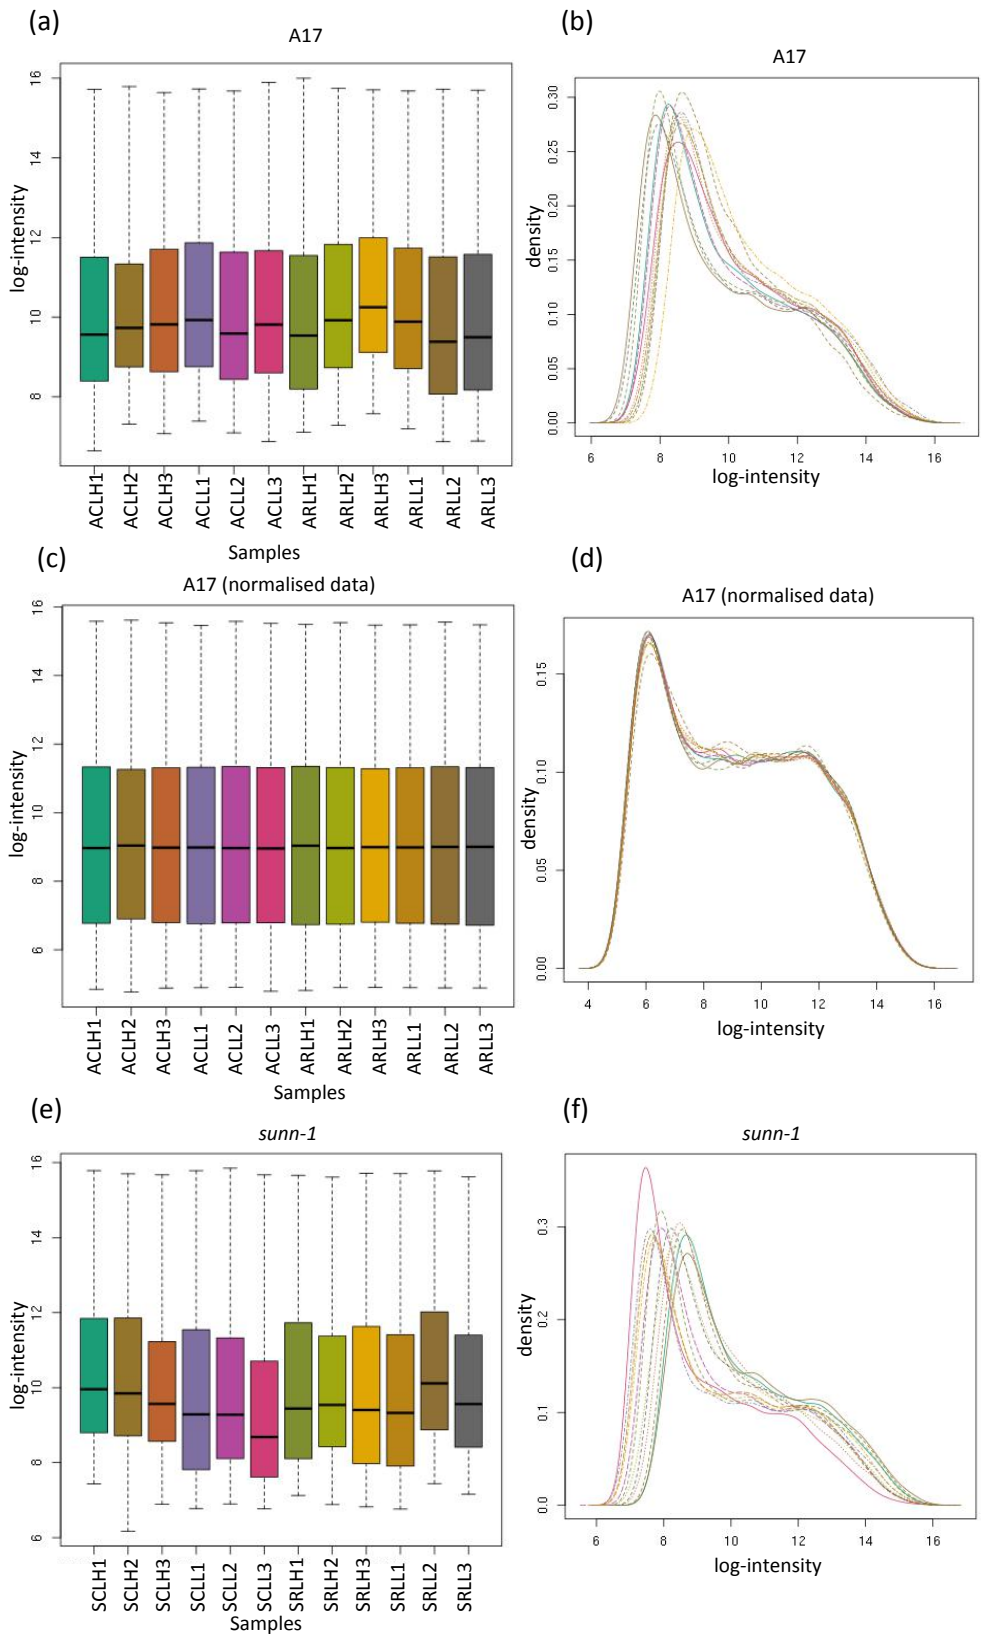 (a)
A17
log-intensity
16
14
12
10
8
ACLH1 ACLH2 ACLH3 ACLL1 ACLL2 ACLL3 ARLH1 ARLH2 ARLH3 ARLL1 ARLL2 ARLL3
Samples
(b)
A17
density
0.30
0.25
0.20
0.15
0.10
0.05
0.00
6 8 10 12 14 16
log-intensity
(c)
A17 (normalised data)
log-intensity
16
14
12
10
8
6
ACLH1 ACLH2 ACLH3 ACLL1 ACLL2 ACLL3 ARLH1 ARLH2 ARLH3 ARLL1 ARLL2 ARLL3
Samples
(d)
A17 (normalised data)
density
0.15
0.10
0.05
0.00
4 6 8 10 12 14 16
log-intensity
(e)
sunn-1
log-intensity
16
14
12
10
8
6
SCLH1 SCLH2 SCLH3 SCLL1 SCLL2 SCLL3 SRLH1 SRLH2 SRLH3 SRLL1 SRLL2 SRLL3
Samples
(f)
sunn-1
density
0.3
0.2
0.1
0.0
6 8 10 12 14 16
log-intensity